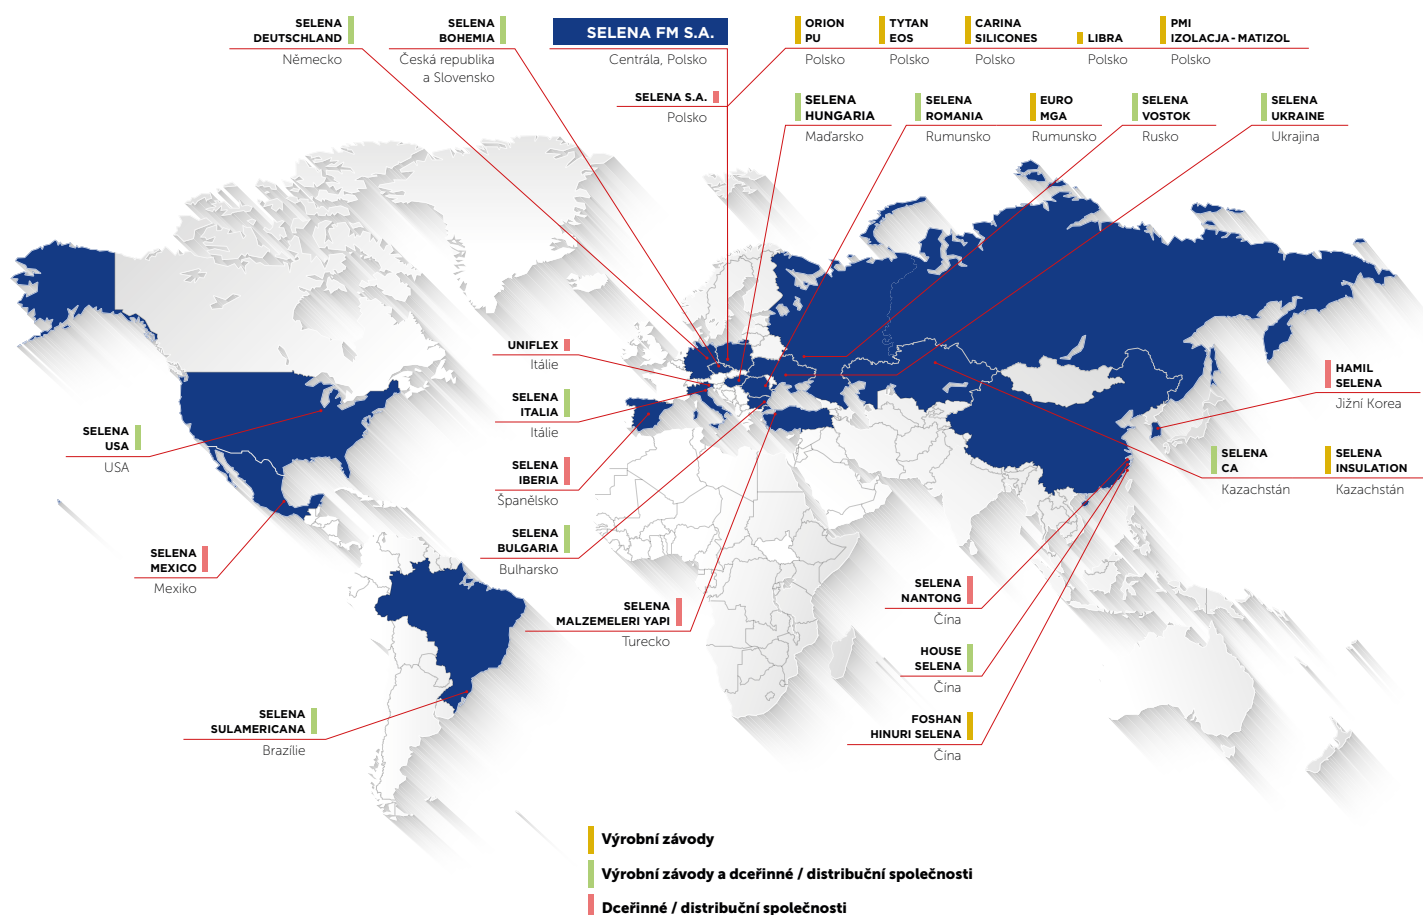 SELENA
DEUTSCHLAND
Německo
SELENA
BOHEMIA
Česká republika
a Slovensko
SELENA FM S.A.
Centrála, Polsko
SELENA S.A.
Polsko
ORION
PU
Polsko
TYTAN
EOS
Polsko
CARINA
SILICONES
Polsko
LIBRA
Polsko
PMI
IZOLACJA - MATIZOL
Polsko
SELENA
HUNGARIA
Maďarsko
SELENA
ROMANIA
Rumunsko
EURO
MGA
Rumunsko
SELENA
VOSTOK
Rusko
SELENA
UKRAINE
Ukrajina
UNIFLEX
Itálie
SELENA
ITALIA
Itálie
SELENA
IBERIA
Španělsko
SELENA
BULGARIA
Bulharsko
SELENA
MALZEMELERI YAPI
Turecko
SELENA
USA
USA
SELENA
MEXICO
Mexiko
SELENA
SULAMERICANA
Brazílie
HAMIL
SELENA
Jižní Korea
SELENA
CA
Kazachstán
SELENA
INSULATION
Kazachstán
SELENA
NANTONG
Čína
HOUSE
SELENA
Čína
FOSHAN
HINURI SELENA
Čína
Výrobní závody
Výrobní závody a dceřinné / distribuční společnosti
Dceřinné / distribuční společnosti